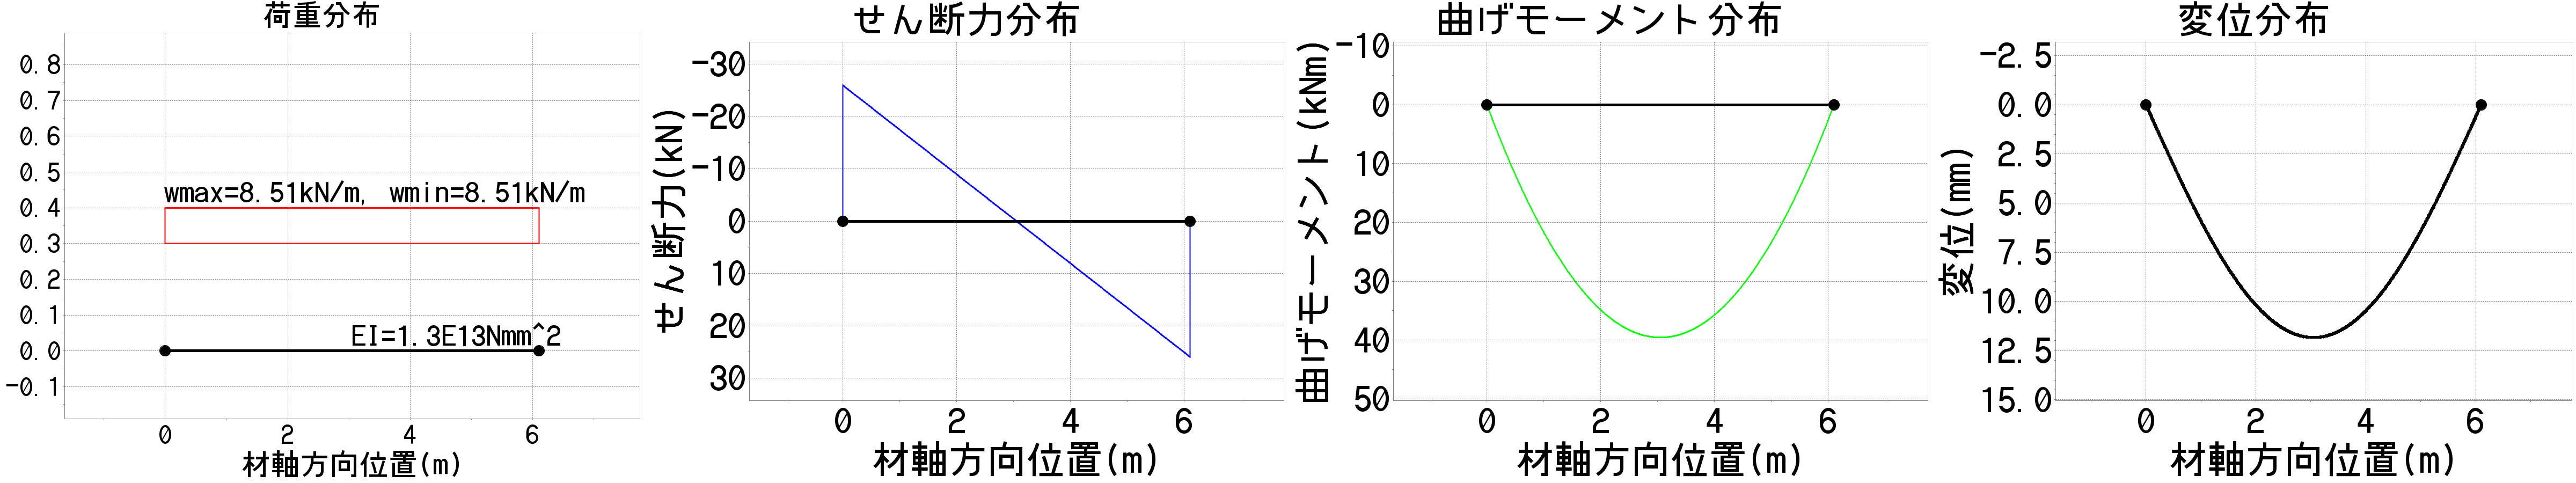 荷重分布
0.8
0.7
0.6
0.5
0.4
0.3
0.2
0.1
0.0
-0.1
wmax=8.51kN/m, wmin=8.51kN/m
EI=1.3E13Nmm^2
0 2 4 6
材軸方向位置(m)
せん断力分布
せん断力(kN)
-30
-20
-10
0
10
20
30
0 2 4 6
材軸方向位置(m)
曲げモーメント分布
曲げモーメント(kNm)
-10
0
10
20
30
40
50
0 2 4 6
材軸方向位置(m)
変位分布
変位(mm)
-2.5
0.0
2.5
5.0
7.5
10.0
12.5
15.0
0 2 4 6
材軸方向位置(m)